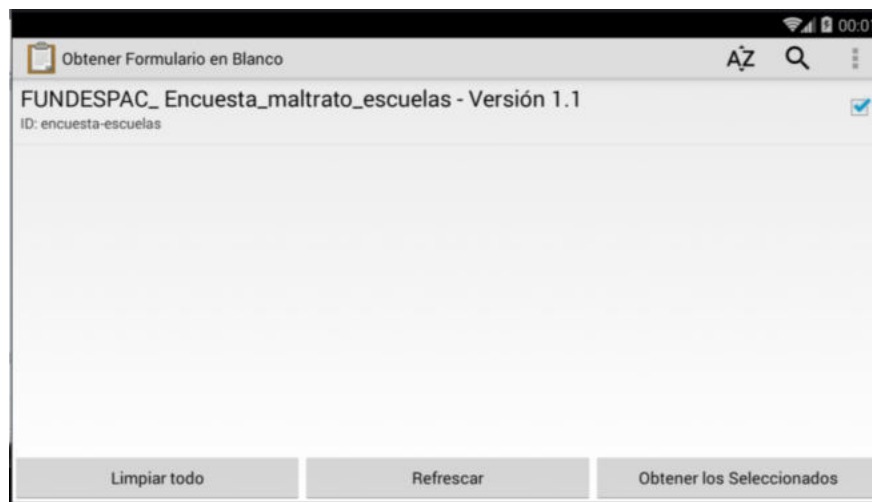 00:01
Obtener Formulario en Blanco AZ
FUNDESPAC_ Encuesta_maltrato_escuelas - Versión 1.1
ID: encuesta-escuelas
Limpiar todo Refrescar Obtener los Seleccionados